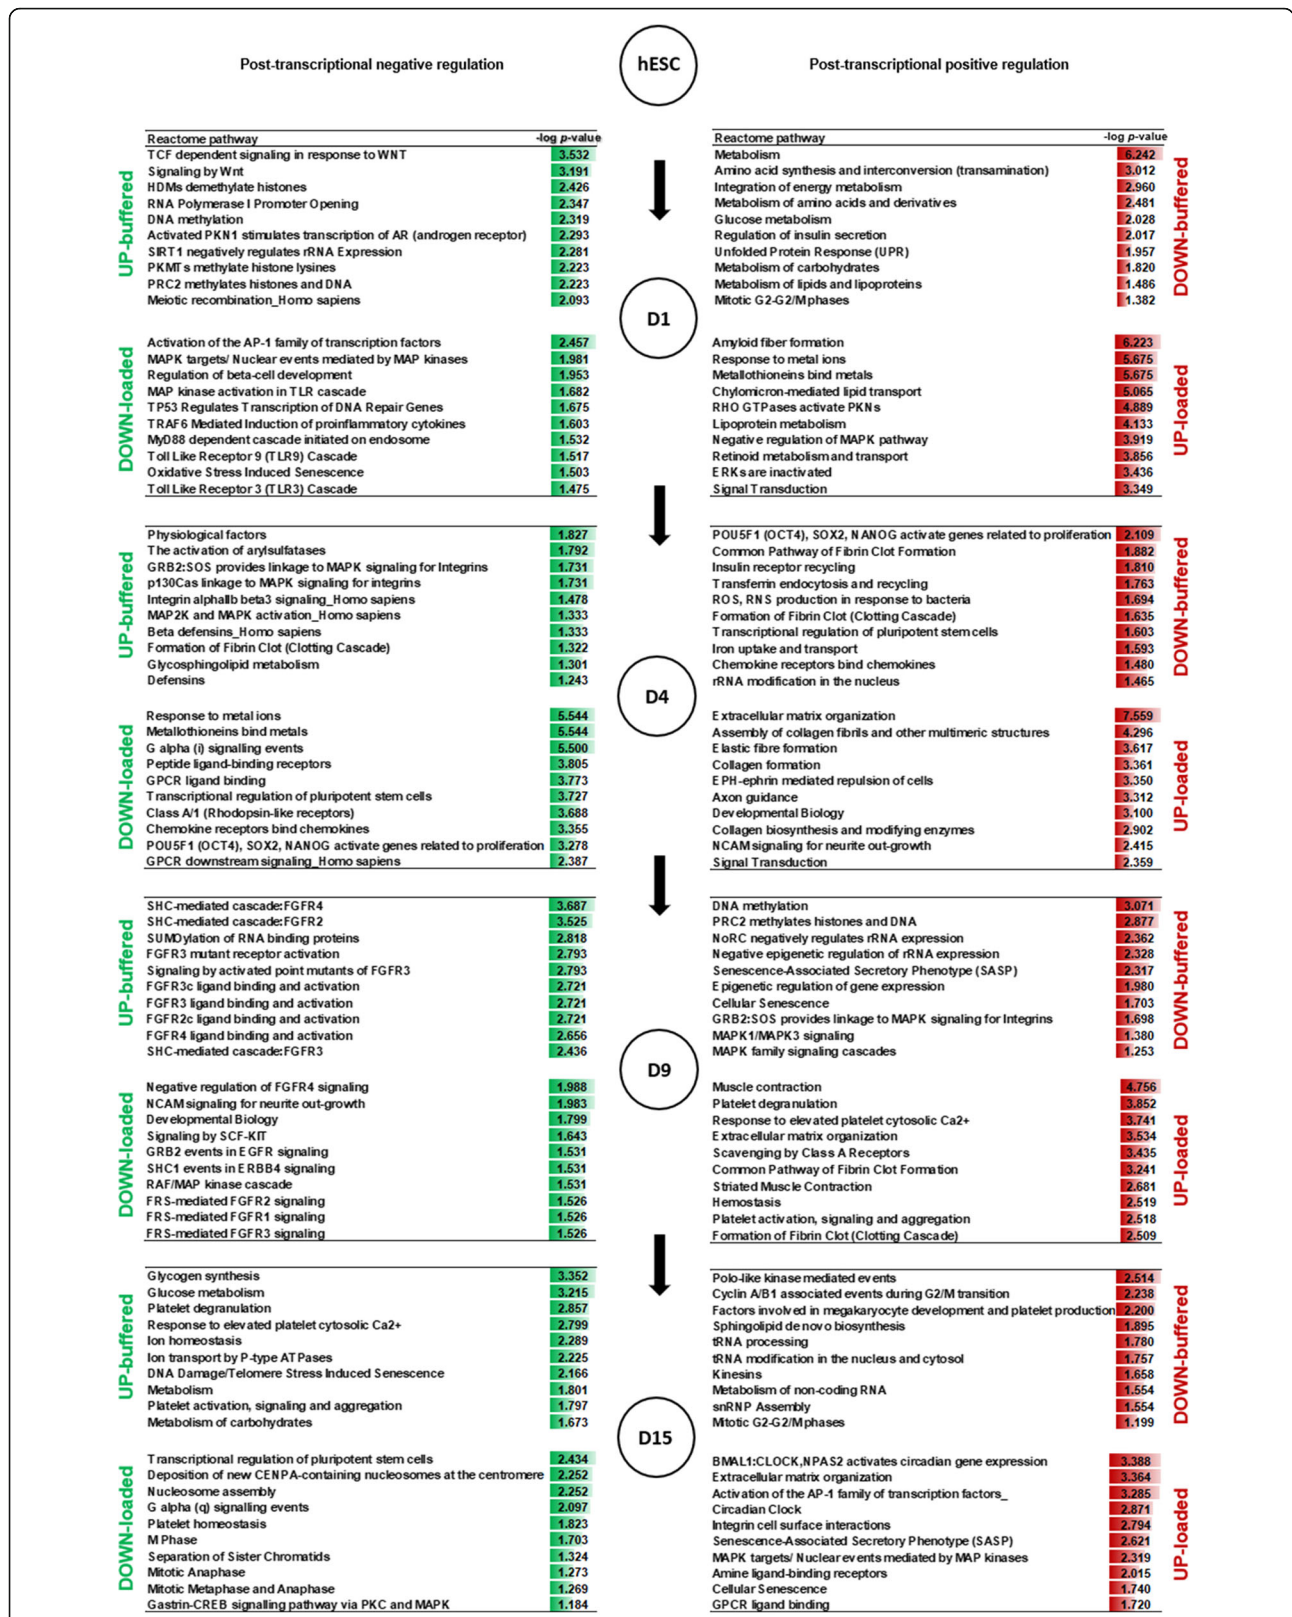 Post-transcriptional negative regulation
hESC
Post-transcriptional positive regulation
UP-buffered
Reactome pathway -log p-value
TCF dependent signaling in response to WNT 3.532
Signaling by Wnt 3.191
HDMs demethylate histones 2.426
RNA Polymerase I Promoter Opening 2.347
DNA methylation 2.319
Activated PKN1 stimulates transcription of AR (androgen receptor) 2.293
SIRT1 negatively regulates rRNA Expression 2.281
PKMTs methylate histone lysines 2.223
PRC2 methylates histones and DNA 2.223
Meiotic recombination_Homo sapiens 2.093
DOWN-buffered
Reactome pathway -log p-value
Metabolism 6.242
Amino acid synthesis and interconversion (transamination) 3.012
Integration of energy metabolism 2.960
Metabolism of amino acids and derivatives 2.481
Glucose metabolism 2.028
Regulation of insulin secretion 2.017
Unfolded Protein Response (UPR) 1.957
Metabolism of carbohydrates 1.820
Metabolism of lipids and lipoproteins 1.486
Mitotic G2-G2/M phases 1.382
D1
DOWN-loaded
Activation of the AP-1 family of transcription factors 2.457
MAPK targets/ Nuclear events mediated by MAP kinases 1.981
Regulation of beta-cell development 1.953
MAP kinase activation in TLR cascade 1.682
TP53 Regulates Transcription of DNA Repair Genes 1.675
TRAF6 Mediated Induction of proinflammatory cytokines 1.603
MyD88 dependent cascade initiated on endosome 1.532
Toll Like Receptor 9 (TLR9) Cascade 1.517
Oxidative Stress Induced Senescence 1.503
Toll Like Receptor 3 (TLR3) Cascade 1.475
UP-loaded
Amyloid fiber formation 6.223
Response to metal ions 5.675
Metallothioneins bind metals 5.675
Chylomicron-mediated lipid transport 5.065
RHO GTPases activate PKNs 4.889
Lipoprotein metabolism 4.133
Negative regulation of MAPK pathway 3.919
Retinoid metabolism and transport 3.856
ERKs are inactivated 3.436
Signal Transduction 3.349
UP-buffered
Physiological factors 1.827
The activation of arylsulfatases 1.792
GRB2:SOS provides linkage to MAPK signaling for Integrins 1.731
p130Cas linkage to MAPK signaling for integrins 1.731
Integrin alphaIIb beta3 signaling_Homo sapiens 1.478
MAP2K and MAPK activation_Homo sapiens 1.333
Beta defensins_Homo sapiens 1.333
Formation of Fibrin Clot (Clotting Cascade) 1.322
Glycosphingolipid metabolism 1.301
Defensins 1.243
DOWN-buffered
POU5F1 (OCT4), SOX2, NANOG activate genes related to proliferation 2.109
Common Pathway of Fibrin Clot Formation 1.882
Insulin receptor recycling 1.810
Transferrin endocytosis and recycling 1.763
ROS, RNS production in response to bacteria 1.694
Formation of Fibrin Clot (Clotting Cascade) 1.635
Transcriptional regulation of pluripotent stem cells 1.603
Iron uptake and transport 1.593
Chemokine receptors bind chemokines 1.480
rRNA modification in the nucleus 1.465
D4
DOWN-loaded
Response to metal ions 5.544
Metallothioneins bind metals 5.544
G alpha (i) signalling events 5.500
Peptide ligand-binding receptors 3.805
GPCR ligand binding 3.773
Transcriptional regulation of pluripotent stem cells 3.727
Class A/1 (Rhodopsin-like receptors) 3.688
Chemokine receptors bind chemokines 3.355
POU5F1 (OCT4), SOX2, NANOG activate genes related to proliferation 3.278
GPCR downstream signaling_Homo sapiens 2.387
UP-loaded
Extracellular matrix organization 7.559
Assembly of collagen fibrils and other multimeric structures 4.296
Elastic fibre formation 3.617
Collagen formation 3.361
EPH-ephrin mediated repulsion of cells 3.350
Axon guidance 3.312
Developmental Biology 3.100
Collagen biosynthesis and modifying enzymes 2.902
NCAM signaling for neurite out-growth 2.415
Signal Transduction 2.359
UP-buffered
SHC-mediated cascade:FGFR4 3.687
SHC-mediated cascade:FGFR2 3.525
SUMOylation of RNA binding proteins 2.818
FGFR3 mutant receptor activation 2.793
Signaling by activated point mutants of FGFR3 2.793
FGFR3c ligand binding and activation 2.721
FGFR3 ligand binding and activation 2.721
FGFR2c ligand binding and activation 2.721
FGFR4 ligand binding and activation 2.656
SHC-mediated cascade:FGFR3 2.436
DOWN-buffered
DNA methylation 3.071
PRC2 methylates histones and DNA 2.877
NoRC negatively regulates rRNA expression 2.362
Negative epigenetic regulation of rRNA expression 2.328
Senescence-Associated Secretory Phenotype (SASP) 2.317
Epigenetic regulation of gene expression 1.980
Cellular Senescence 1.703
GRB2:SOS provides linkage to MAPK signaling for Integrins 1.698
MAPK1/MAPK3 signaling 1.380
MAPK family signaling cascades 1.253
D9
DOWN-loaded
Negative regulation of FGFR4 signaling 1.988
NCAM signaling for neurite out-growth 1.983
Developmental Biology 1.799
Signaling by SCF-KIT 1.643
GRB2 events in EGFR signaling 1.531
SHC1 events in ERBB4 signaling 1.531
RAF/MAP kinase cascade 1.531
FRS-mediated FGFR2 signaling 1.526
FRS-mediated FGFR1 signaling 1.526
FRS-mediated FGFR3 signaling 1.526
UP-loaded
Muscle contraction 4.756
Platelet degranulation 3.852
Response to elevated platelet cytosolic Ca2+ 3.741
Extracellular matrix organization 3.534
Scavenging by Class A Receptors 3.435
Common Pathway of Fibrin Clot Formation 3.241
Striated Muscle Contraction 2.681
Hemostasis 2.519
Platelet activation, signaling and aggregation 2.518
Formation of Fibrin Clot (Clotting Cascade) 2.509
UP-buffered
Glycogen synthesis 3.352
Glucose metabolism 3.215
Platelet degranulation 2.857
Response to elevated platelet cytosolic Ca2+ 2.799
Ion homeostasis 2.289
Ion transport by P-type ATPases 2.225
DNA Damage/Telomere Stress Induced Senescence 2.166
Metabolism 1.801
Platelet activation, signaling and aggregation 1.797
Metabolism of carbohydrates 1.673
DOWN-buffered
Polo-like kinase mediated events 2.514
Cyclin A/B1 associated events during G2/M transition 2.238
Factors involved in megakaryocyte development and platelet production 2.200
Sphingolipid de novo biosynthesis 1.895
tRNA processing 1.780
tRNA modification in the nucleus and cytosol 1.757
Kinesins 1.658
Metabolism of non-coding RNA 1.554
snRNP Assembly 1.554
Mitotic G2-G2/M phases 1.199
D15
DOWN-loaded
Transcriptional regulation of pluripotent stem cells 2.434
Deposition of new CENPA-containing nucleosomes at the centromere 2.252
Nucleosome assembly 2.252
G alpha (q) signalling events 2.097
Platelet homeostasis 1.823
M Phase 1.703
Separation of Sister Chromatids 1.324
Mitotic Anaphase 1.273
Mitotic Metaphase and Anaphase 1.269
Gastrin-CREB signalling pathway via PKC and MAPK 1.184
UP-loaded
BMAL1:CLOCK,NPAS2 activates circadian gene expression 3.388
Extracellular matrix organization 3.364
Activation of the AP-1 family of transcription factors_ 3.285
Circadian Clock 2.871
Integrin cell surface interactions 2.794
Senescence-Associated Secretory Phenotype (SASP) 2.621
MAPK targets/ Nuclear events mediated by MAP kinases 2.319
Amine ligand-binding receptors 2.015
Cellular Senescence 1.740
GPCR ligand binding 1.720